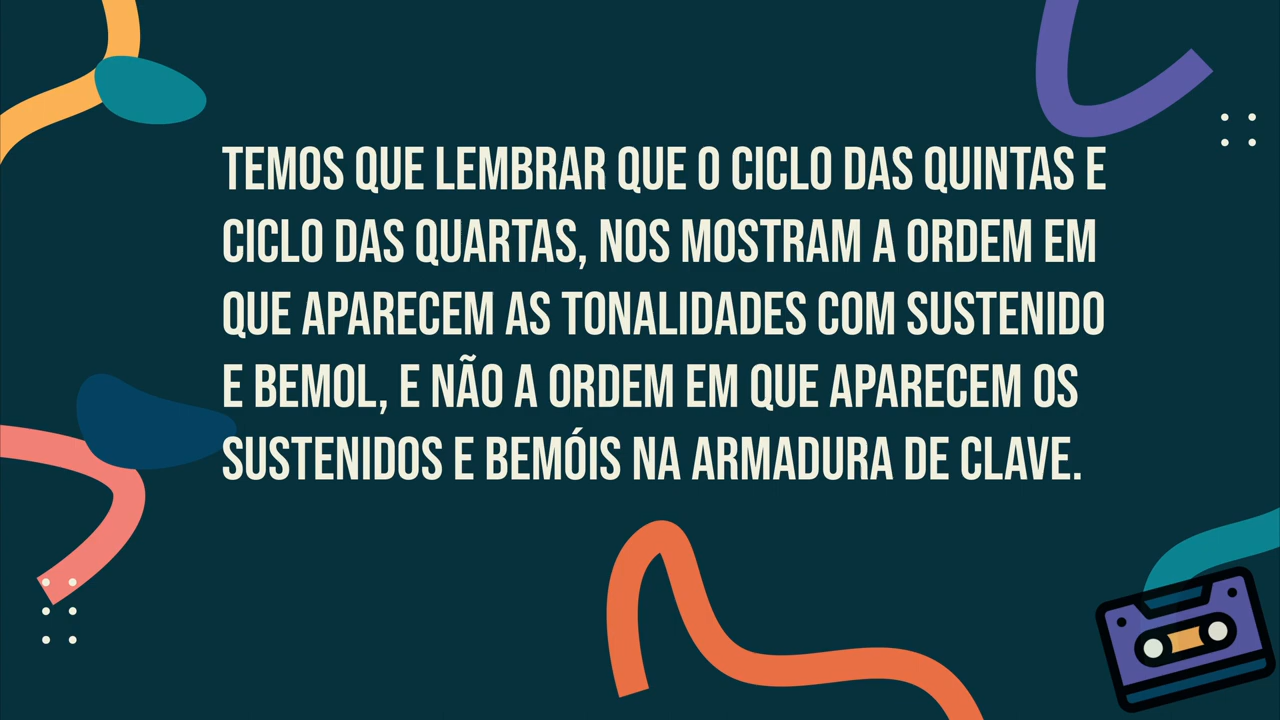 TEMOS QUE LEMBRAR QUE O CICLO DAS QUINTAS E
CICLO DAS QUARTAS, NOS MOSTRAM A ORDEM EM
QUE APARECEM AS TONALIDADES COM SUSTENIDO
E BEMOL, E NÃO A ORDEM EM QUE APARECEM OS
SUSTENIDOS E BEMÓIS NA ARMADURA DE CLAVE.